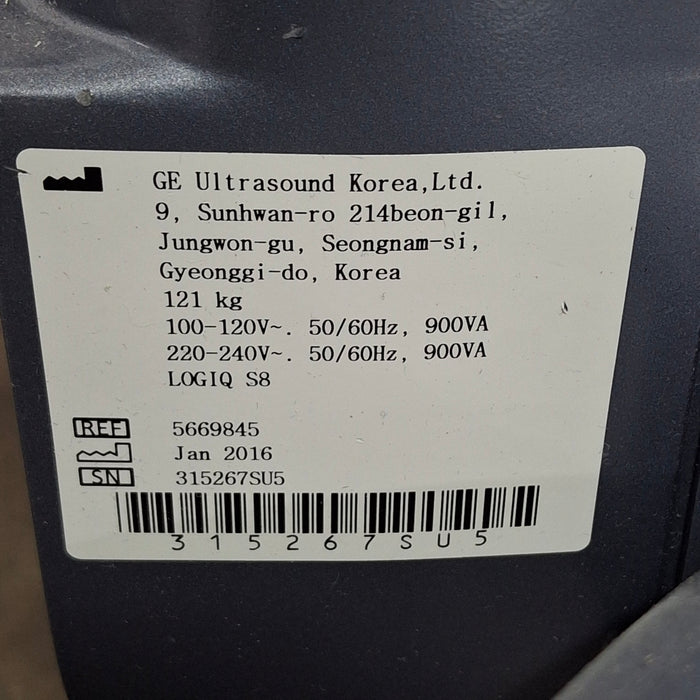 GE Ultrasound Korea,Ltd.
9, Sunhwan-ro 214beon-gil,
Jungwon-gu, Seongnam-si,
Gyeonggi-do, Korea
121 kg
100-120V~. 50/60Hz, 900VA
220-240V~. 50/60Hz, 900VA
LOGIQ S8
REF 5669845
Jan 2016
SN 315267SU5
315267SU5